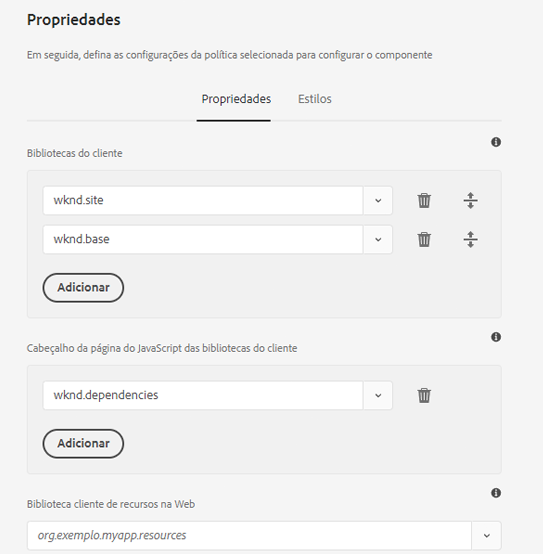 Propriedades
Em seguida, defina as configurações da política selecionada para configurar o componente
Propriedades Estilos
Bibliotecas do cliente
wknd.site
wknd.base
Adicionar
Cabeçalho da página do JavaScript das bibliotecas do cliente
wknd.dependencies
Adicionar
Biblioteca cliente de recursos na Web
org.exemplo.myapp.resources